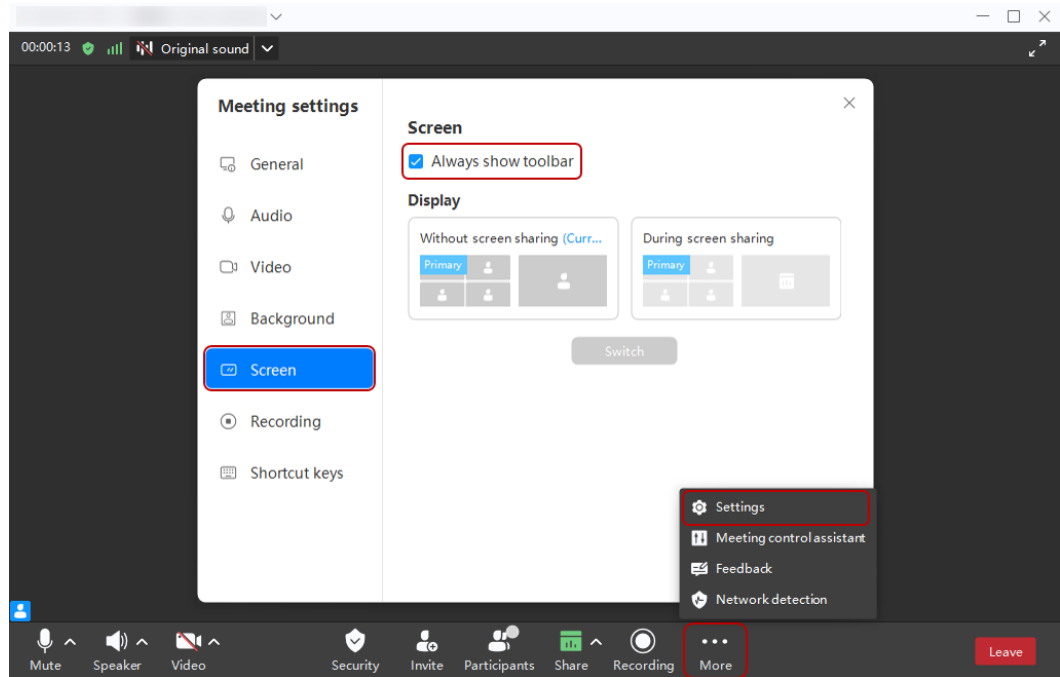 00:00:13 Original sound
Meeting settings
General
Audio
Video
Background
Screen
Recording
Shortcut keys
Screen
Always show toolbar
Display
Without screen sharing (Curr...
Primary
During screen sharing
Primary
Switch
Settings
Meeting control assistant
Feedback
Network detection
Mute Speaker Video Security Invite Participants Share Recording More Leave